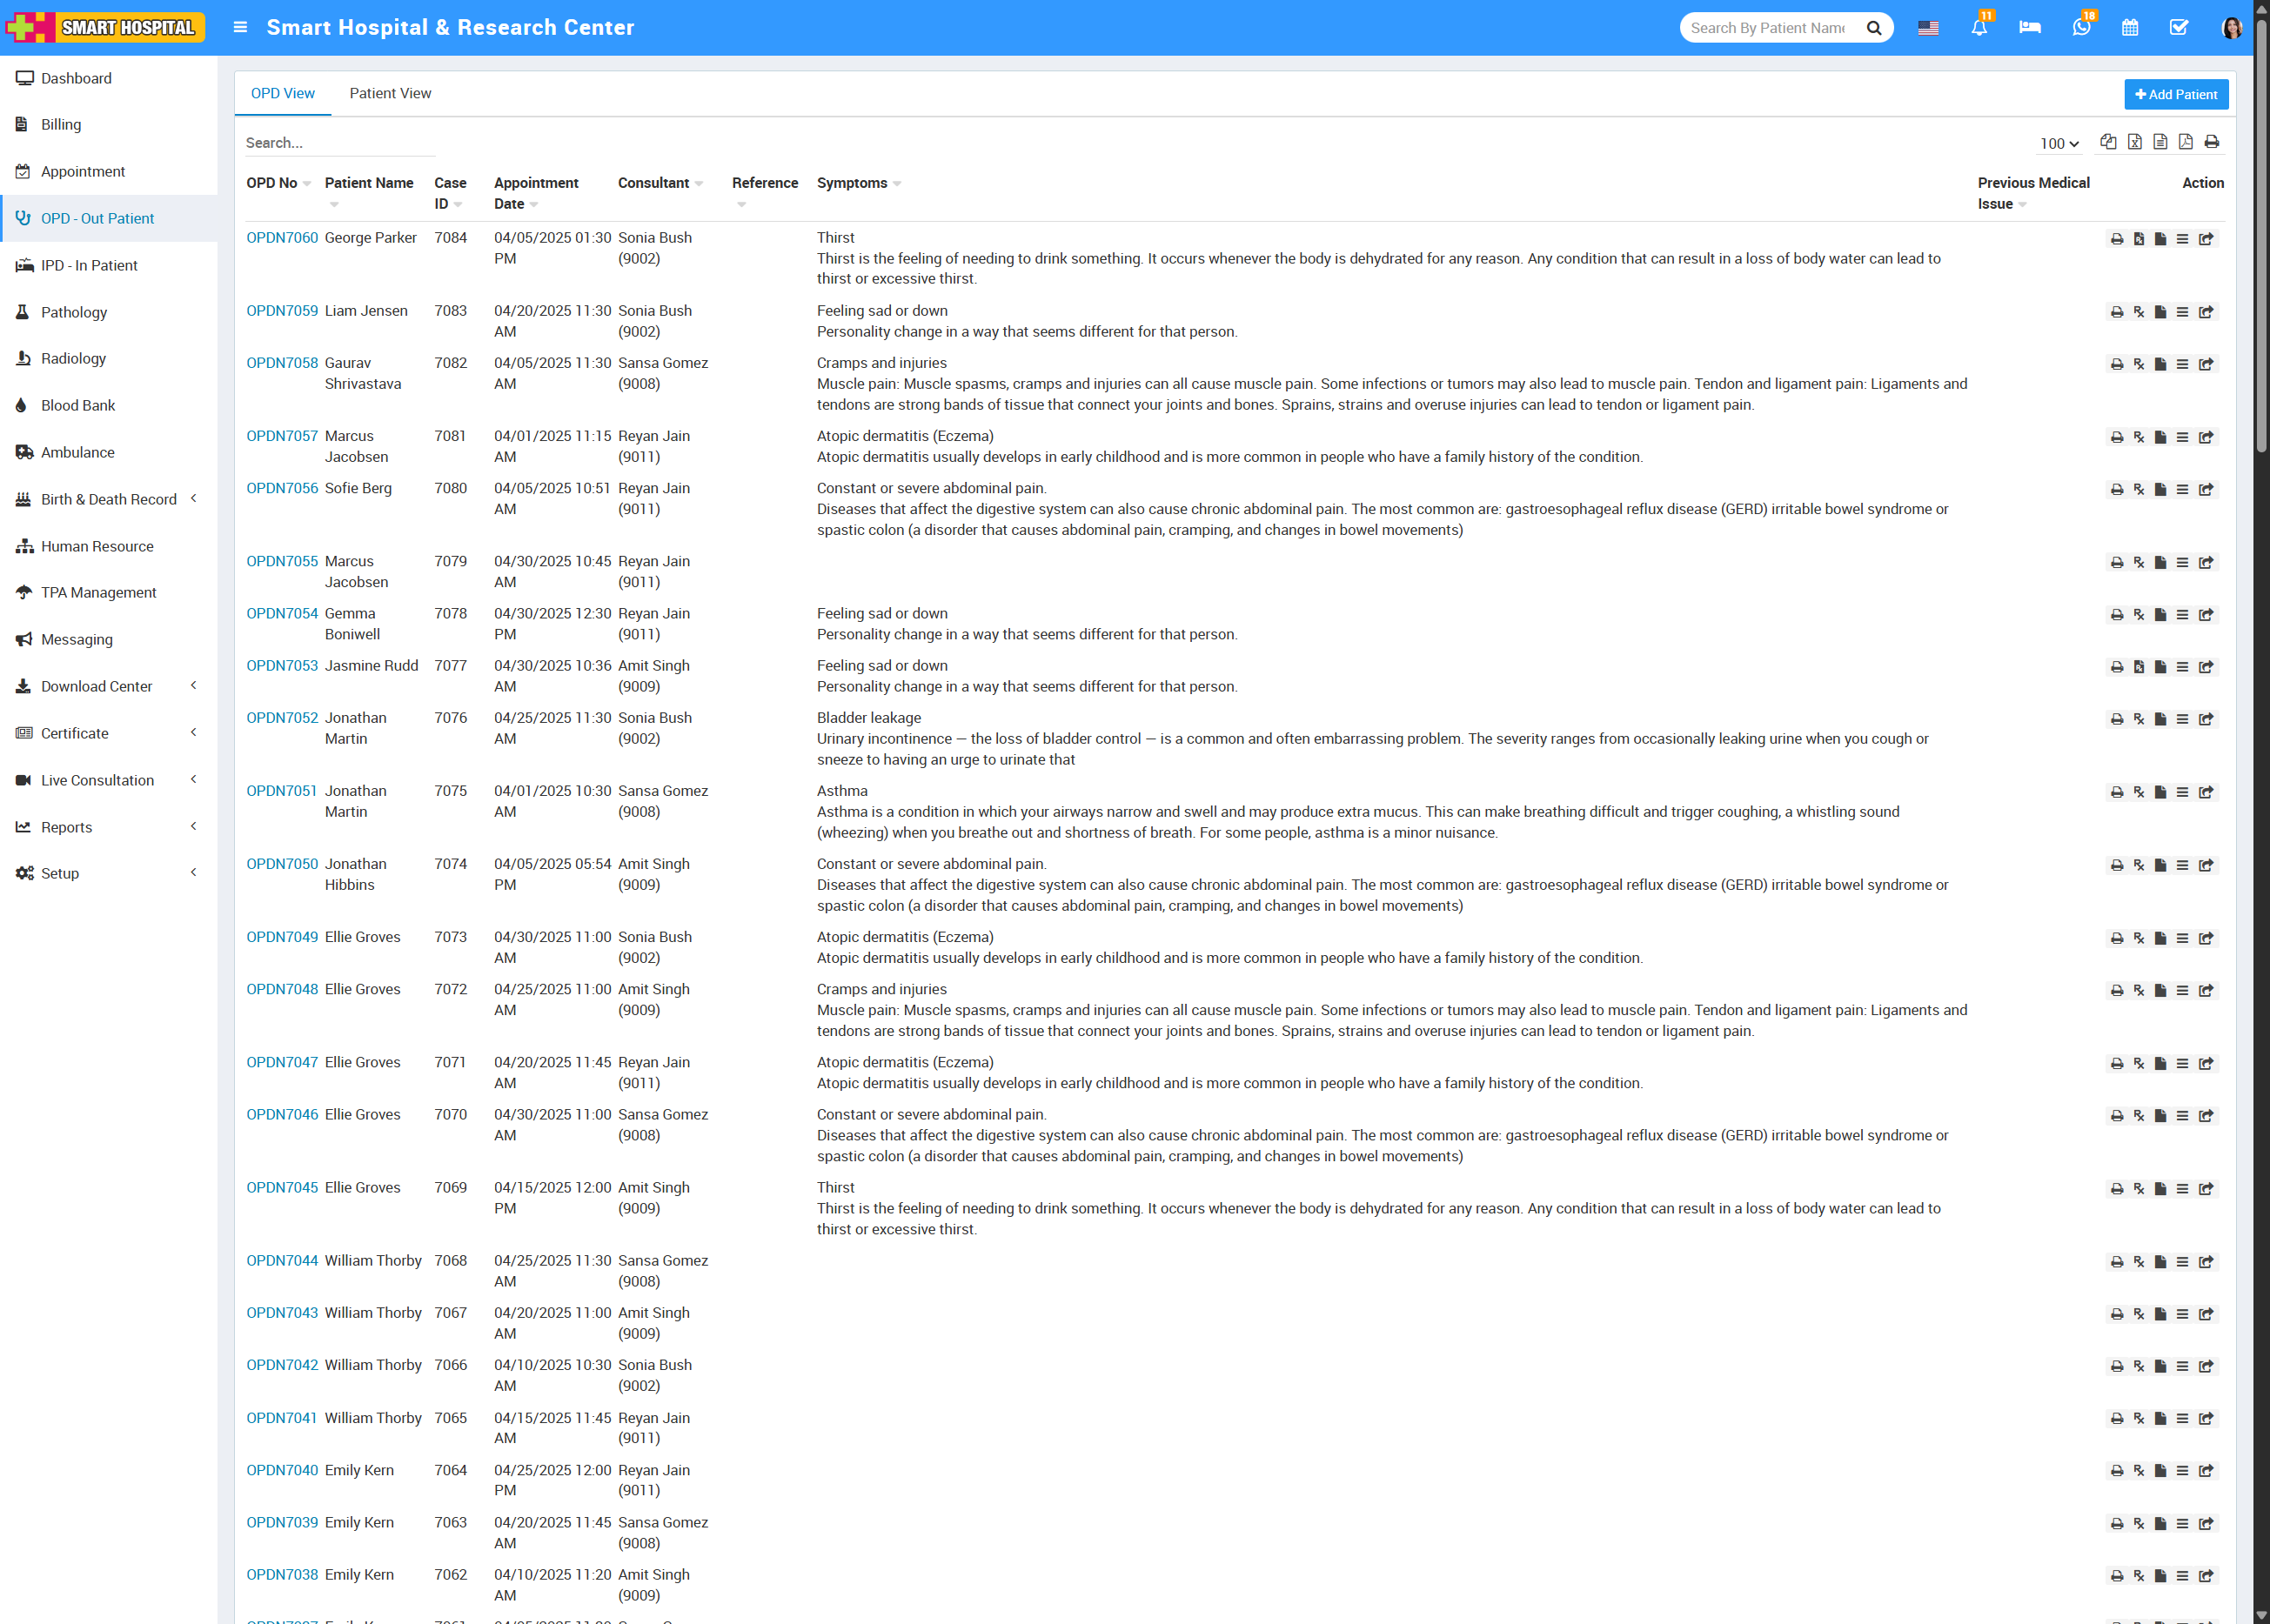 SMART HOSPITAL
Smart Hospital & Research Center
Search By Patient Name
11
18
Dashboard
Billing
Appointment
OPD - Out Patient
IPD - In Patient
Pathology
Radiology
Blood Bank
Ambulance
Birth & Death Record
Human Resource
TPA Management
Messaging
Download Center
Certificate
Live Consultation
Reports
Setup
OPD View Patient View
Add Patient
Search...
100
OPD No Patient Name Case Appointment Consultant Reference Symptoms Previous Medical Action
ID Date Issue
OPDN7060 George Parker 7084 04/05/2025 01:30 Sonia Bush Thirst
PM (9002) Thirst is the feeling of needing to drink something. It occurs whenever the body is dehydrated for any reason. Any condition that can result in a loss of body water can lead to
thirst or excessive thirst.
OPDN7059 Liam Jensen 7083 04/20/2025 11:30 Sonia Bush Feeling sad or down
AM (9002) Personality change in a way that seems different for that person.
OPDN7058 Gaurav 7082 04/05/2025 11:30 Sansa Gomez Cramps and injuries
Shrivastava AM (9008) Muscle pain: Muscle spasms, cramps and injuries can all cause muscle pain. Some infections or tumors may also lead to muscle pain. Tendon and ligament pain: Ligaments and
tendons are strong bands of tissue that connect your joints and bones. Sprains, strains and overuse injuries can lead to tendon or ligament pain.
OPDN7057 Marcus 7081 04/01/2025 11:15 Reyan Jain Atopic dermatitis (Eczema)
Jacobsen AM (9011) Atopic dermatitis usually develops in early childhood and is more common in people who have a family history of the condition.
OPDN7056 Sofie Berg 7080 04/05/2025 10:51 Reyan Jain Constant or severe abdominal pain.
AM (9011) Diseases that affect the digestive system can also cause chronic abdominal pain. The most common are: gastroesophageal reflux disease (GERD) irritable bowel syndrome or
spastic colon (a disorder that causes abdominal pain, cramping, and changes in bowel movements)
OPDN7055 Marcus 7079 04/30/2025 10:45 Reyan Jain
Jacobsen AM (9011)
OPDN7054 Gemma 7078 04/30/2025 12:30 Reyan Jain Feeling sad or down
Boniwell PM (9011) Personality change in a way that seems different for that person.
OPDN7053 Jasmine Rudd 7077 04/30/2025 10:36 Amit Singh Feeling sad or down
AM (9009) Personality change in a way that seems different for that person.
OPDN7052 Jonathan 7076 04/25/2025 11:30 Sonia Bush Bladder leakage
Martin AM (9002) Urinary incontinence — the loss of bladder control — is a common and often embarrassing problem. The severity ranges from occasionally leaking urine when you cough or
sneeze to having an urge to urinate that
OPDN7051 Jonathan 7075 04/01/2025 10:30 Sansa Gomez Asthma
Martin AM (9008) Asthma is a condition in which your airways narrow and swell and may produce extra mucus. This can make breathing difficult and trigger coughing, a whistling sound
(wheezing) when you breathe out and shortness of breath. For some people, asthma is a minor nuisance.
OPDN7050 Jonathan 7074 04/05/2025 05:54 Amit Singh Constant or severe abdominal pain.
Hibbins PM (9009) Diseases that affect the digestive system can also cause chronic abdominal pain. The most common are: gastroesophageal reflux disease (GERD) irritable bowel syndrome or
spastic colon (a disorder that causes abdominal pain, cramping, and changes in bowel movements)
OPDN7049 Ellie Groves 7073 04/30/2025 11:00 Sonia Bush Atopic dermatitis (Eczema)
AM (9002) Atopic dermatitis usually develops in early childhood and is more common in people who have a family history of the condition.
OPDN7048 Ellie Groves 7072 04/25/2025 11:00 Amit Singh Cramps and injuries
AM (9009) Muscle pain: Muscle spasms, cramps and injuries can all cause muscle pain. Some infections or tumors may also lead to muscle pain. Tendon and ligament pain: Ligaments and
tendons are strong bands of tissue that connect your joints and bones. Sprains, strains and overuse injuries can lead to tendon or ligament pain.
OPDN7047 Ellie Groves 7071 04/20/2025 11:45 Reyan Jain Atopic dermatitis (Eczema)
AM (9011) Atopic dermatitis usually develops in early childhood and is more common in people who have a family history of the condition.
OPDN7046 Ellie Groves 7070 04/30/2025 11:00 Sansa Gomez Constant or severe abdominal pain.
AM (9008) Diseases that affect the digestive system can also cause chronic abdominal pain. The most common are: gastroesophageal reflux disease (GERD) irritable bowel syndrome or
spastic colon (a disorder that causes abdominal pain, cramping, and changes in bowel movements)
OPDN7045 Ellie Groves 7069 04/15/2025 12:00 Amit Singh Thirst
PM (9009) Thirst is the feeling of needing to drink something. It occurs whenever the body is dehydrated for any reason. Any condition that can result in a loss of body water can lead to
thirst or excessive thirst.
OPDN7044 William Thorby 7068 04/25/2025 11:30 Sansa Gomez
AM (9008)
OPDN7043 William Thorby 7067 04/20/2025 11:00 Amit Singh
AM (9009)
OPDN7042 William Thorby 7066 04/10/2025 10:30 Sonia Bush
AM (9002)
OPDN7041 William Thorby 7065 04/15/2025 11:45 Reyan Jain
AM (9011)
OPDN7040 Emily Kern 7064 04/25/2025 12:00 Reyan Jain
PM (9011)
OPDN7039 Emily Kern 7063 04/20/2025 11:45 Sansa Gomez
AM (9008)
OPDN7038 Emily Kern 7062 04/10/2025 11:20 Amit Singh
AM (9009)